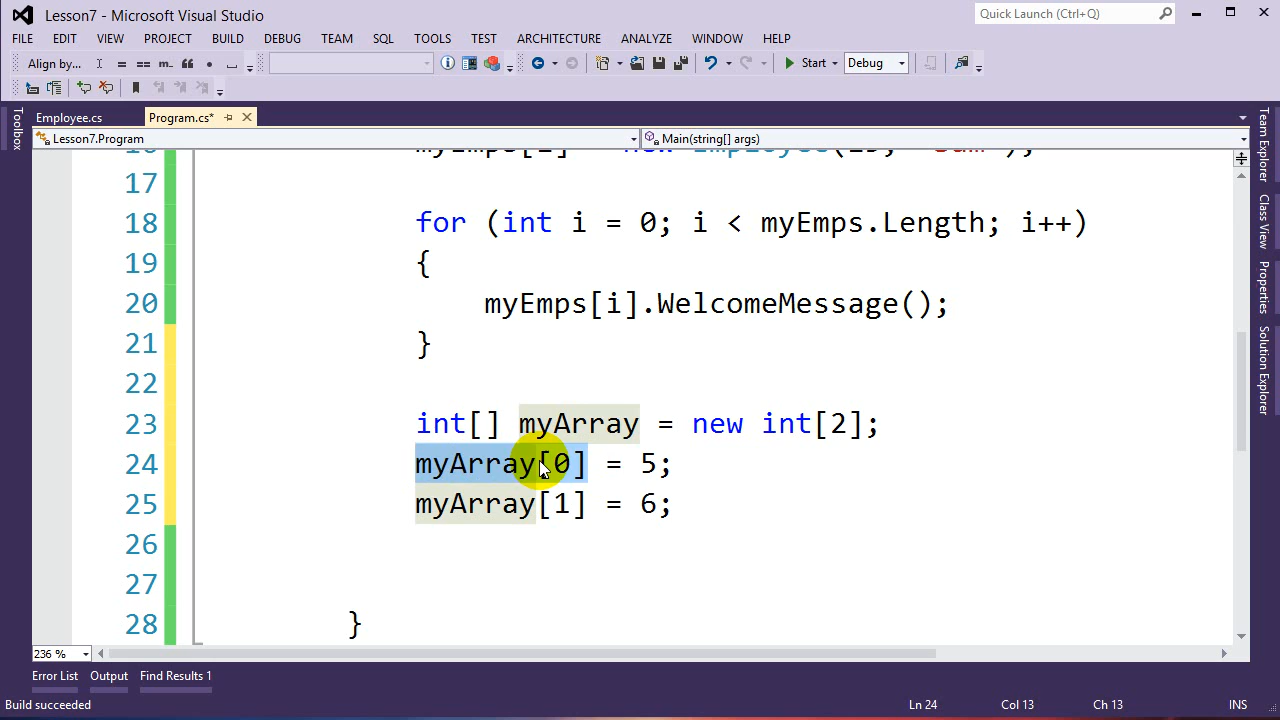 Lesson7 - Microsoft Visual Studio
Quick Launch (Ctrl+Q)
FILE EDIT VIEW PROJECT BUILD DEBUG TEAM SQL TOOLS TEST ARCHITECTURE ANALYZE WINDOW HELP
Align by... = == m.. Start Debug
Employee.cs Program.cs*
Lesson7.Program Main(string[] args)
Toolbox
Team Explorer
Class View
Properties
Solution Explorer
17
18 for (int i = 0; i < myEmps.Length; i++)
19 {
20 myEmps[i].WelcomeMessage();
21 }
22
23 int[] myArray = new int[2];
24 myArray[0] = 5;
25 myArray[1] = 6;
26
27
28 }
236 %
Error List Output Find Results 1
Build succeeded Ln 24 Col 13 Ch 13 INS